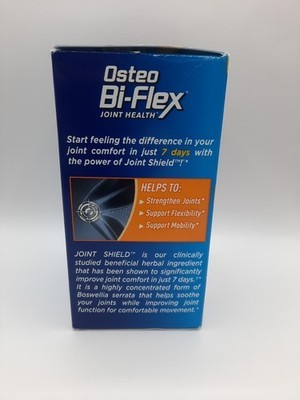 Osteo
Bi-Flex®
JOINT HEALTH™
Start feeling the difference in your
joint comfort in just 7 days with
the power of Joint Shield™!*
HELPS TO:
Strengthen Joints*
Support Flexibility*
Support Mobility*
JOINT SHIELD™ is our clinically
studied beneficial herbal ingredient
that has been shown to significantly
improve joint comfort in just 7 days.†*
It is a highly concentrated form of
Boswellia serrata that helps soothe
your joints while improving joint
function for comfortable movement.*